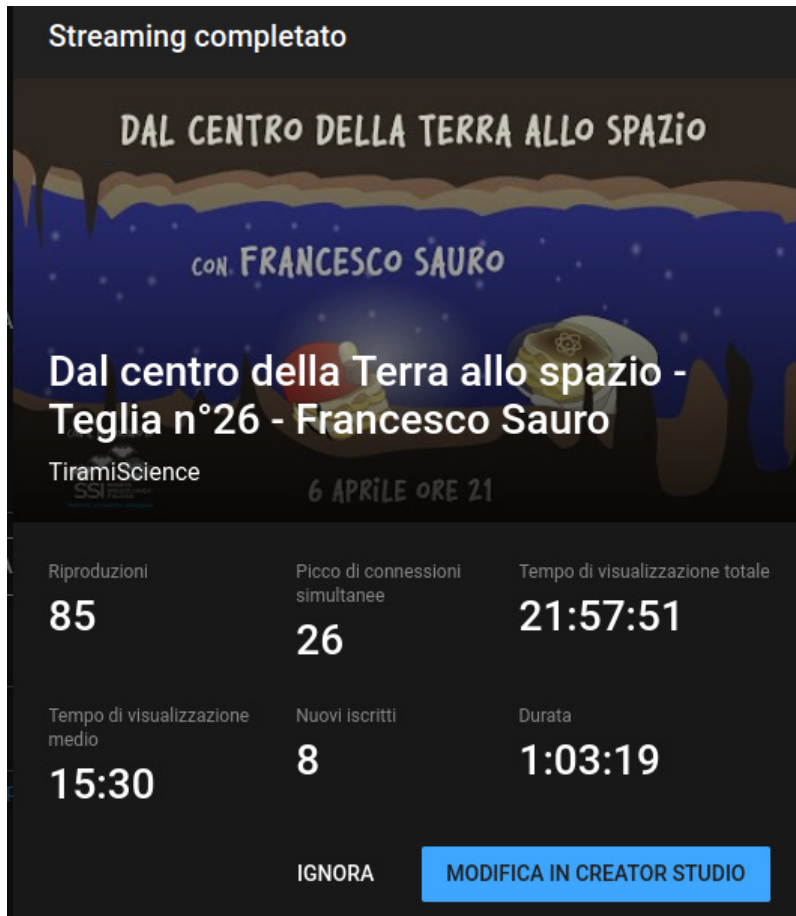 Streaming completato
DAL CENTRO DELLA TERRA ALLO SPAZiO
CON FRANCESCO SAURO
Dal centro della Terra allo spazio -
Teglia n°26 - Francesco Sauro
TiramiScience
SSI
6 APRiLE ORE 21
Riproduzioni
85
Picco di connessioni
simultanee
26
Tempo di visualizzazione totale
21:57:51
Tempo di visualizzazione
medio
15:30
Nuovi iscritti
8
Durata
1:03:19
IGNORA
MODIFICA IN CREATOR STUDIO